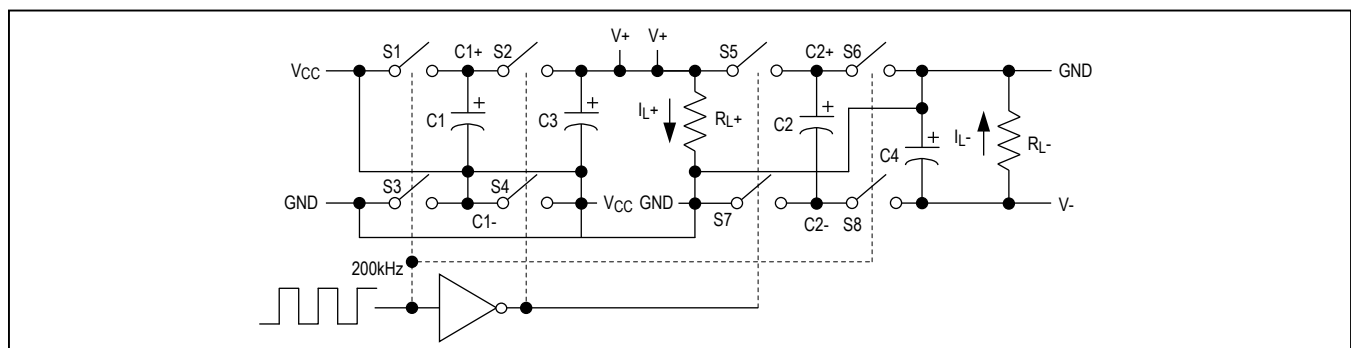 V+ V+
S1 C1+ S2 S5 C2+ S6
VCC GND
C1 C3 IL+ RL+ C2 C4 IL- RL-
+ + + +
S3 S4
GND C1- VCC GND S7 C2- S8 V-
200kHz